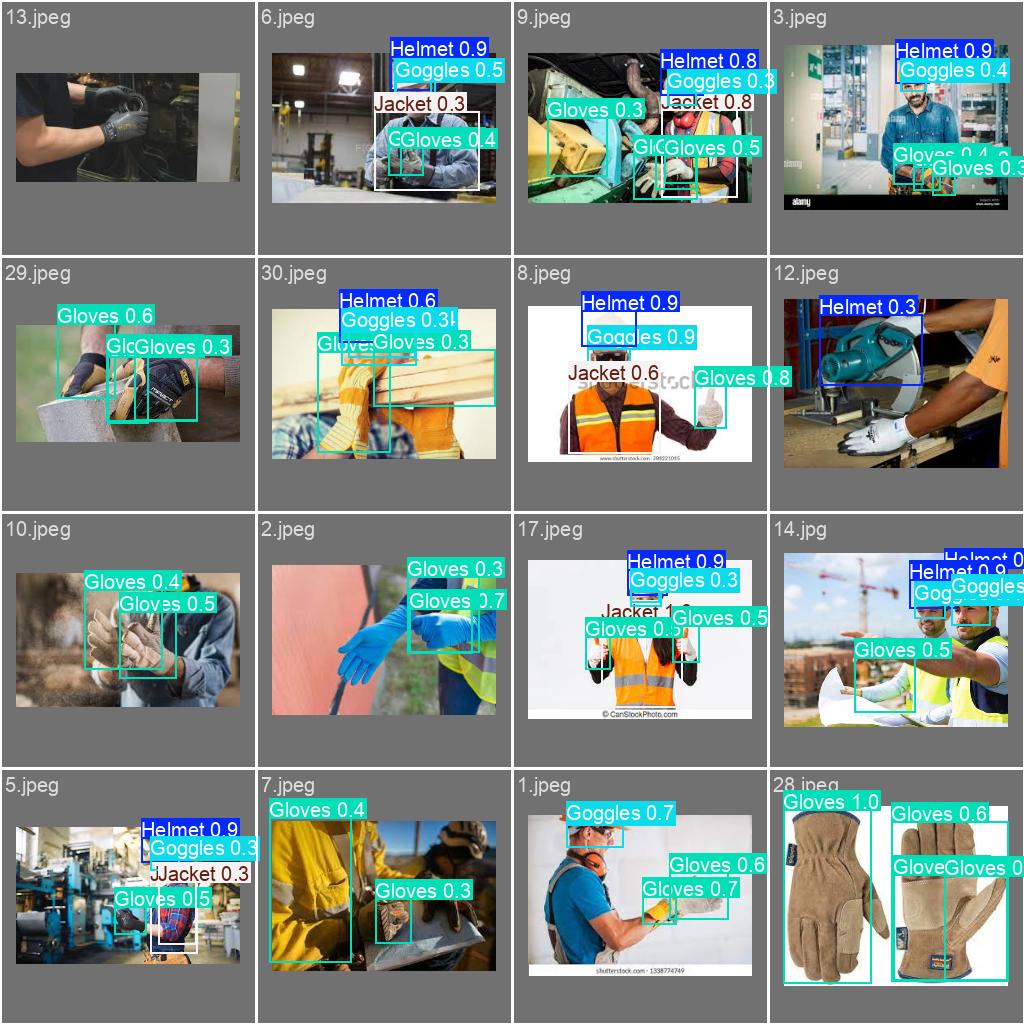 13.jpeg
6.jpeg
Helmet 0.9
Goggles 0.5
Jacket 0.3
Gloves 0.4
9.jpeg
Helmet 0.8
Goggles 0.3
Jacket 0.8
Gloves 0.3
Gloves 0.5
3.jpeg
Helmet 0.9
Goggles 0.4
Gloves 0.4
Gloves 0.3
alamy
alamy
29.jpeg
Gloves 0.6
Gloves 0.3
30.jpeg
Helmet 0.6
Goggles 0.3
Gloves 0.3
8.jpeg
Helmet 0.9
Goggles 0.9
Jacket 0.6
Gloves 0.8
12.jpeg
Helmet 0.3
10.jpeg
Gloves 0.4
Gloves 0.5
2.jpeg
Gloves 0.3
Gloves 0.7
17.jpeg
Helmet 0.9
Goggles 0.3
Jacket 1.0
Gloves 0.5
Gloves 0.5
© CanStockPhoto.com
14.jpg
Helmet 0
Helmet 0.9
Goggles
Gloves 0.5
5.jpeg
Helmet 0.9
Goggles 0.3
Jacket 0.3
Gloves 0.5
7.jpeg
Gloves 0.4
Gloves 0.3
1.jpeg
Goggles 0.7
Gloves 0.6
Gloves 0.7
shutterstock.com · 1338774749
28.jpeg
Gloves 1.0
Gloves 0.6
Gloves 0